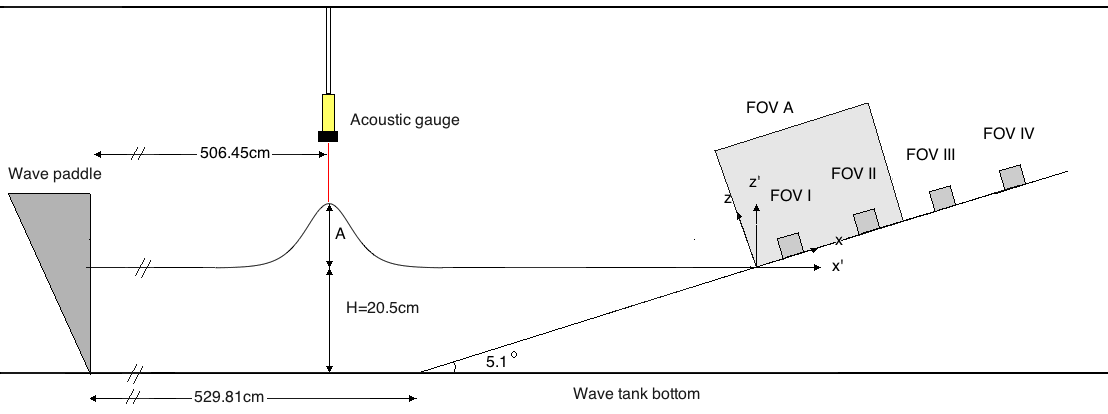 FOV A
Acoustic gauge
FOV IV
506.45cm
FOV III
Wave paddle
FOV II
z'
FOV I
z
A
x
x'
H=20.5cm
5.1°
529.81cm
Wave tank bottom